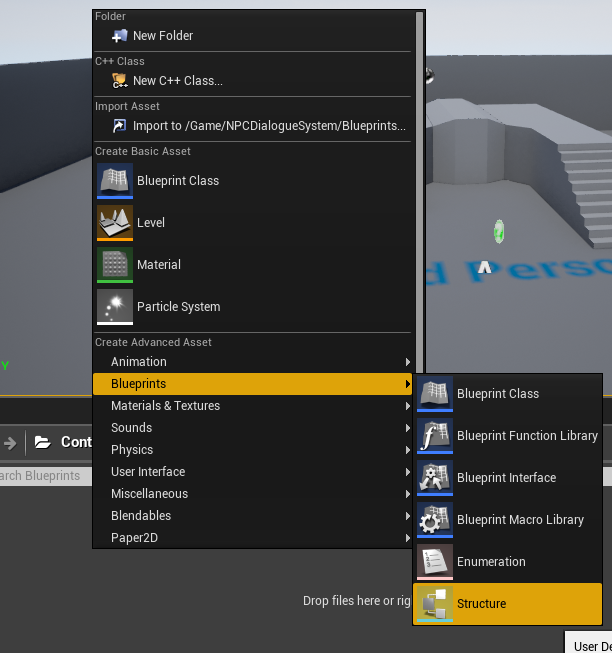 Folder
New Folder
C++ Class
New C++ Class...
Import Asset
Import to /Game/NPCDialogueSystem/Blueprints...
Create Basic Asset
Blueprint Class
Level
Material
Particle System
Create Advanced Asset
Animation
Blueprints
Materials & Textures
Sounds
Physics
User Interface
Miscellaneous
Blendables
Paper2D
Blueprint Class
Blueprint Function Library
Blueprint Interface
Blueprint Macro Library
Enumeration
Structure
d Perso
Y
Cont
arch Blueprints
Drop files here or rig
User De